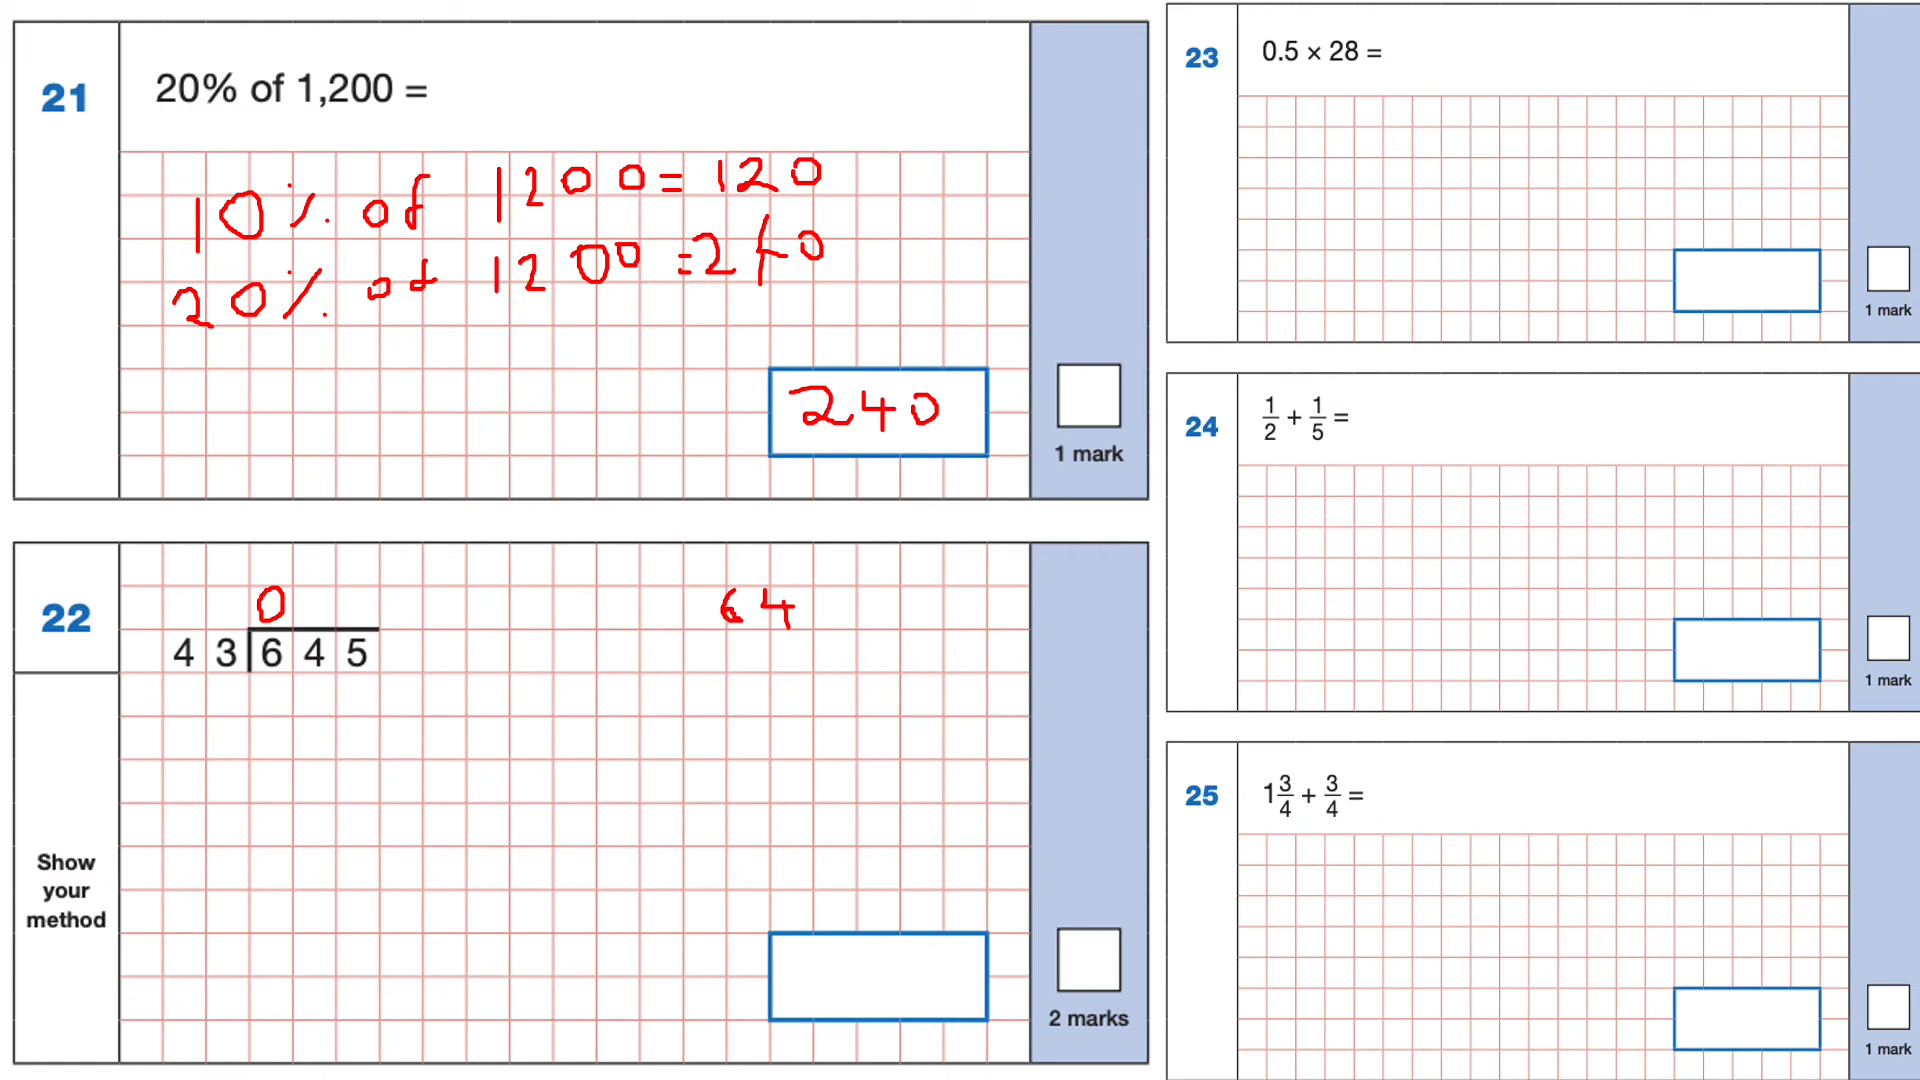 21
20% of 1,200 =
10% of 1200 = 120
20% of 1200 = 240
240
1 mark
22
0
64
43 645
Show
your
method
2 marks
23
0.5 × 28 =
1 mark
24
1/2 + 1/5 =
1 mark
25
1 3/4 + 3/4 =
1 mark